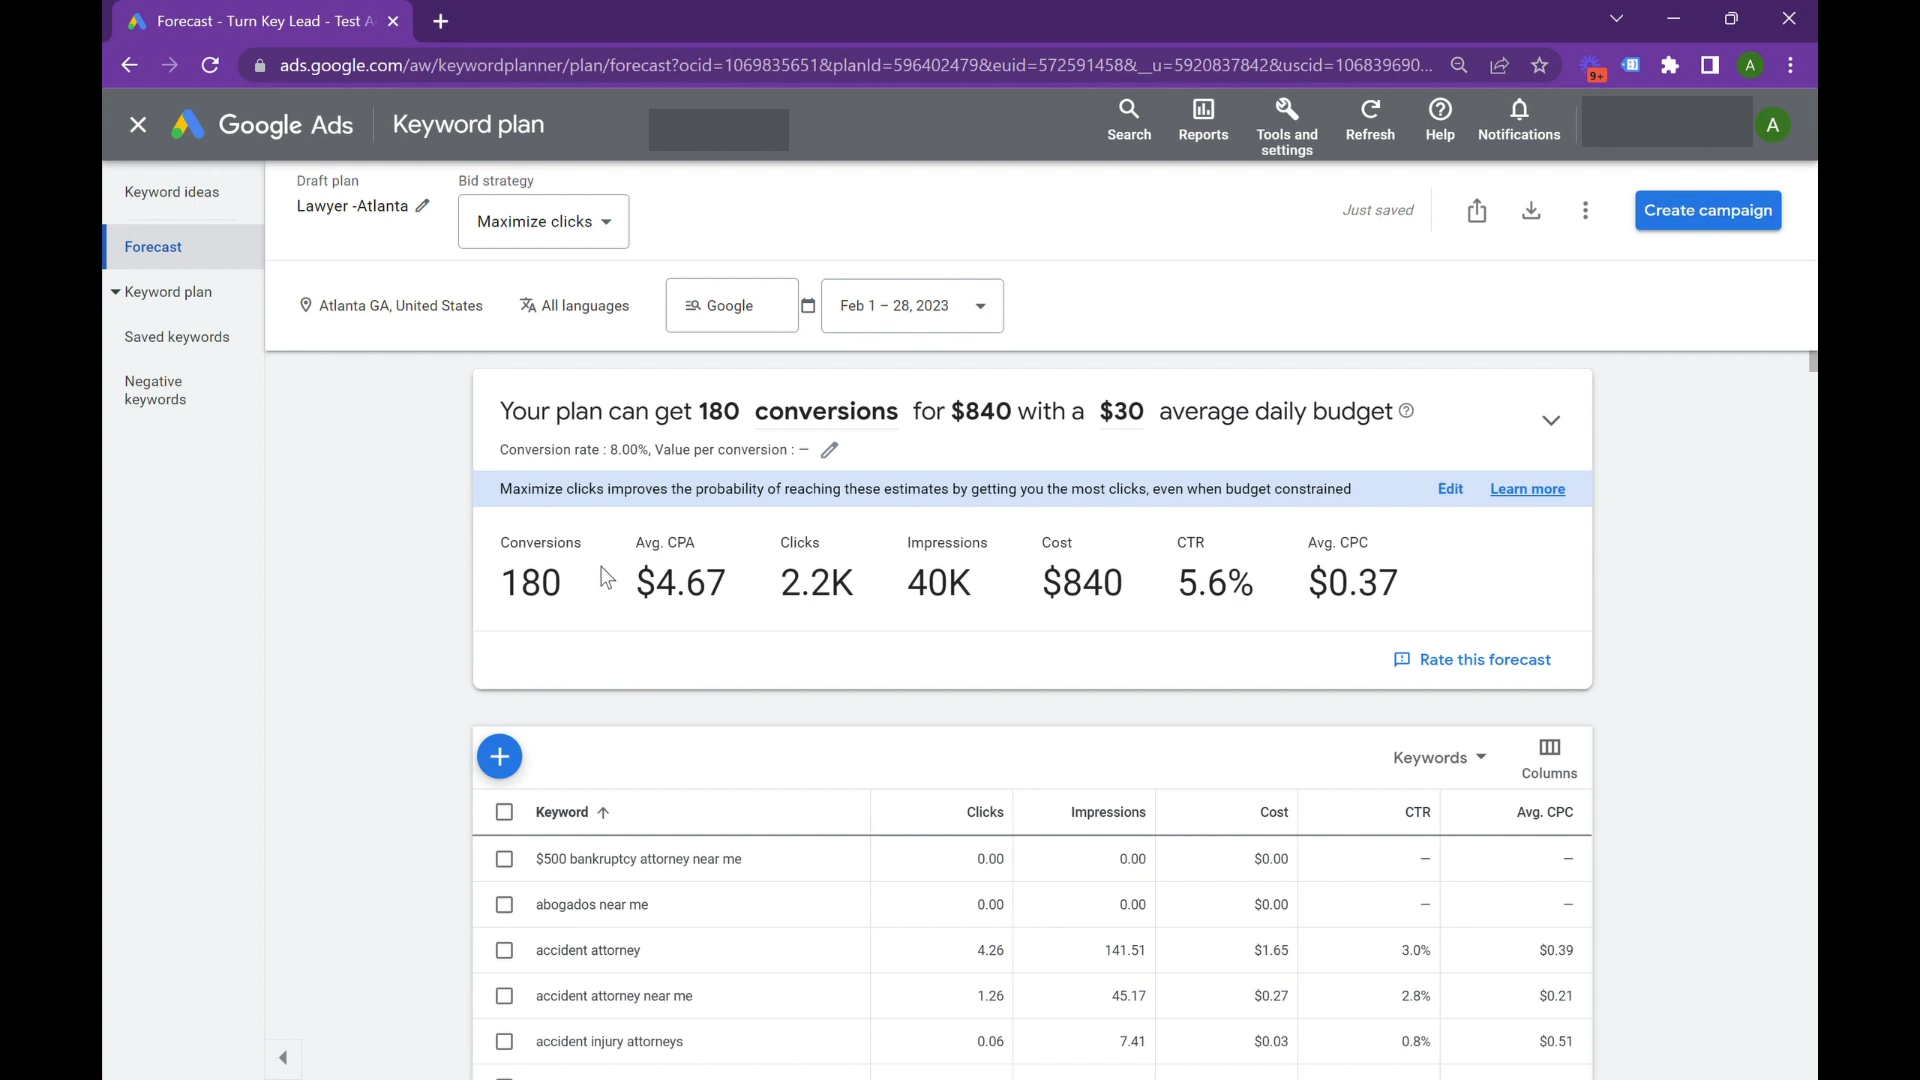 Forecast - Turn Key Lead - Test A
ads.google.com/aw/keywordplanner/plan/forecast?ocid=1069835651&planId=596402479&euid=572591458&__u=5920837842&uscid=106839690...
9+
A
Google Ads
Keyword plan
Search
Reports
Tools and
settings
Refresh
Help
Notifications
A
Keyword ideas
Forecast
Keyword plan
Saved keywords
Negative
keywords
Draft plan
Lawyer -Atlanta
Bid strategy
Maximize clicks
Just saved
Create campaign
Atlanta GA, United States
All languages
Google
Feb 1 – 28, 2023
Your plan can get 180 conversions for $840 with a $30 average daily budget
Conversion rate : 8.00%, Value per conversion : –
Maximize clicks improves the probability of reaching these estimates by getting you the most clicks, even when budget constrained Edit Learn more
Conversions Avg. CPA Clicks Impressions Cost CTR Avg. CPC
180 $4.67 2.2K 40K $840 5.6% $0.37
Rate this forecast
Keywords
Columns
Keyword Clicks Impressions Cost CTR Avg. CPC
$500 bankruptcy attorney near me 0.00 0.00 $0.00 – –
abogados near me 0.00 0.00 $0.00 – –
accident attorney 4.26 141.51 $1.65 3.0% $0.39
accident attorney near me 1.26 45.17 $0.27 2.8% $0.21
accident injury attorneys 0.06 7.41 $0.03 0.8% $0.51